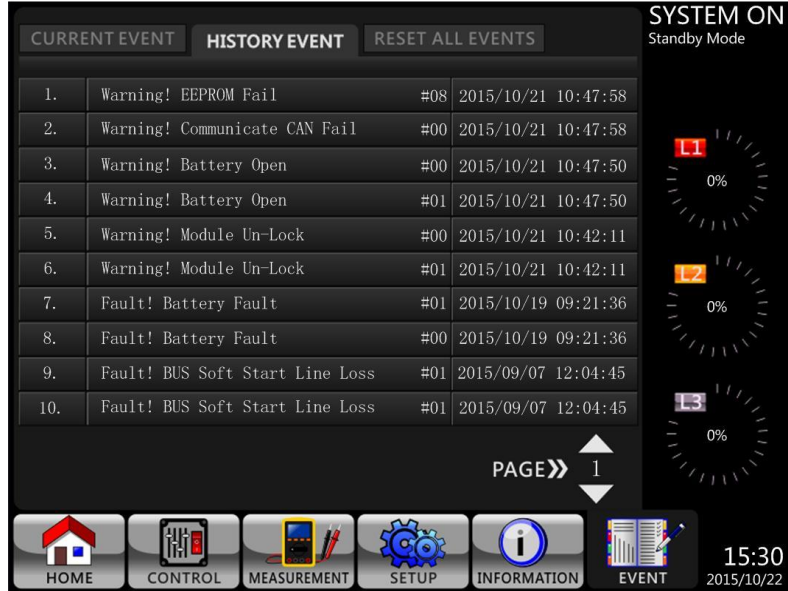 CURRENT EVENT HISTORY EVENT RESET ALL EVENTS
SYSTEM ON
Standby Mode
1. Warning! EEPROM Fail #08 2015/10/21 10:47:58
2. Warning! Communicate CAN Fail #00 2015/10/21 10:47:58
3. Warning! Battery Open #00 2015/10/21 10:47:50
4. Warning! Battery Open #01 2015/10/21 10:47:50
5. Warning! Module Un-Lock #00 2015/10/21 10:42:11
6. Warning! Module Un-Lock #01 2015/10/21 10:42:11
7. Fault! Battery Fault #01 2015/10/19 09:21:36
8. Fault! Battery Fault #00 2015/10/19 09:21:36
9. Fault! BUS Soft Start Line Loss #01 2015/09/07 12:04:45
10. Fault! BUS Soft Start Line Loss #01 2015/09/07 12:04:45
L1
0%
L2
0%
L3
0%
PAGE 1
HOME CONTROL MEASUREMENT SETUP INFORMATION EVENT
15:30
2015/10/22